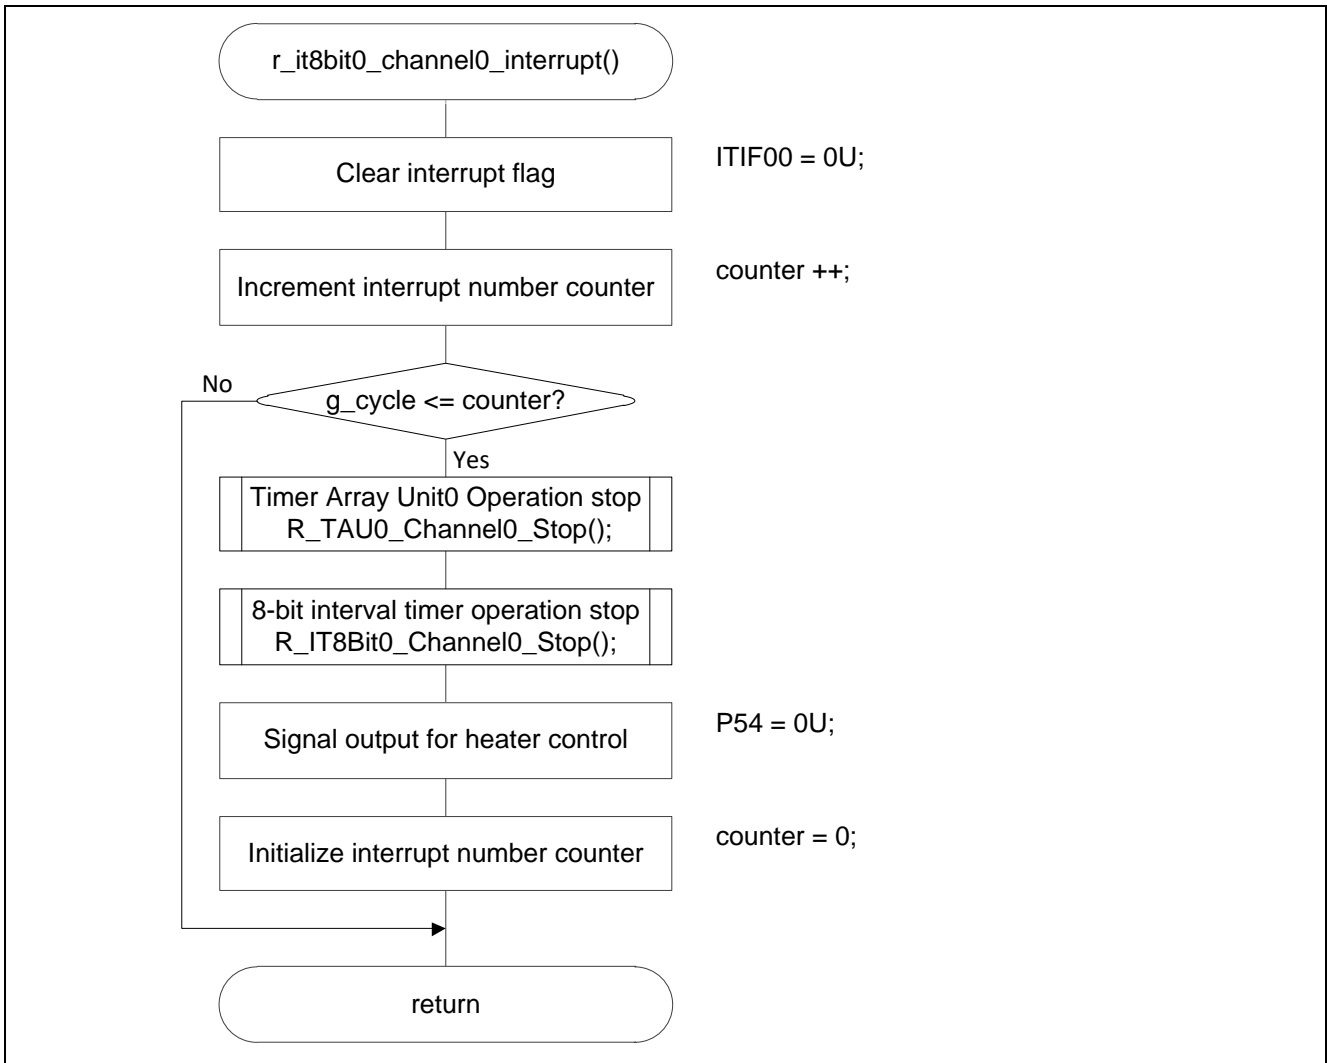 r_it8bit0_channel0_interrupt()
Clear interrupt flag
ITIF00 = 0U;
Increment interrupt number counter
counter ++;
No
g_cycle <= counter?
Yes
Timer Array Unit0 Operation stop
R_TAU0_Channel0_Stop();
8-bit interval timer operation stop
R_IT8Bit0_Channel0_Stop();
Signal output for heater control
P54 = 0U;
Initialize interrupt number counter
counter = 0;
return